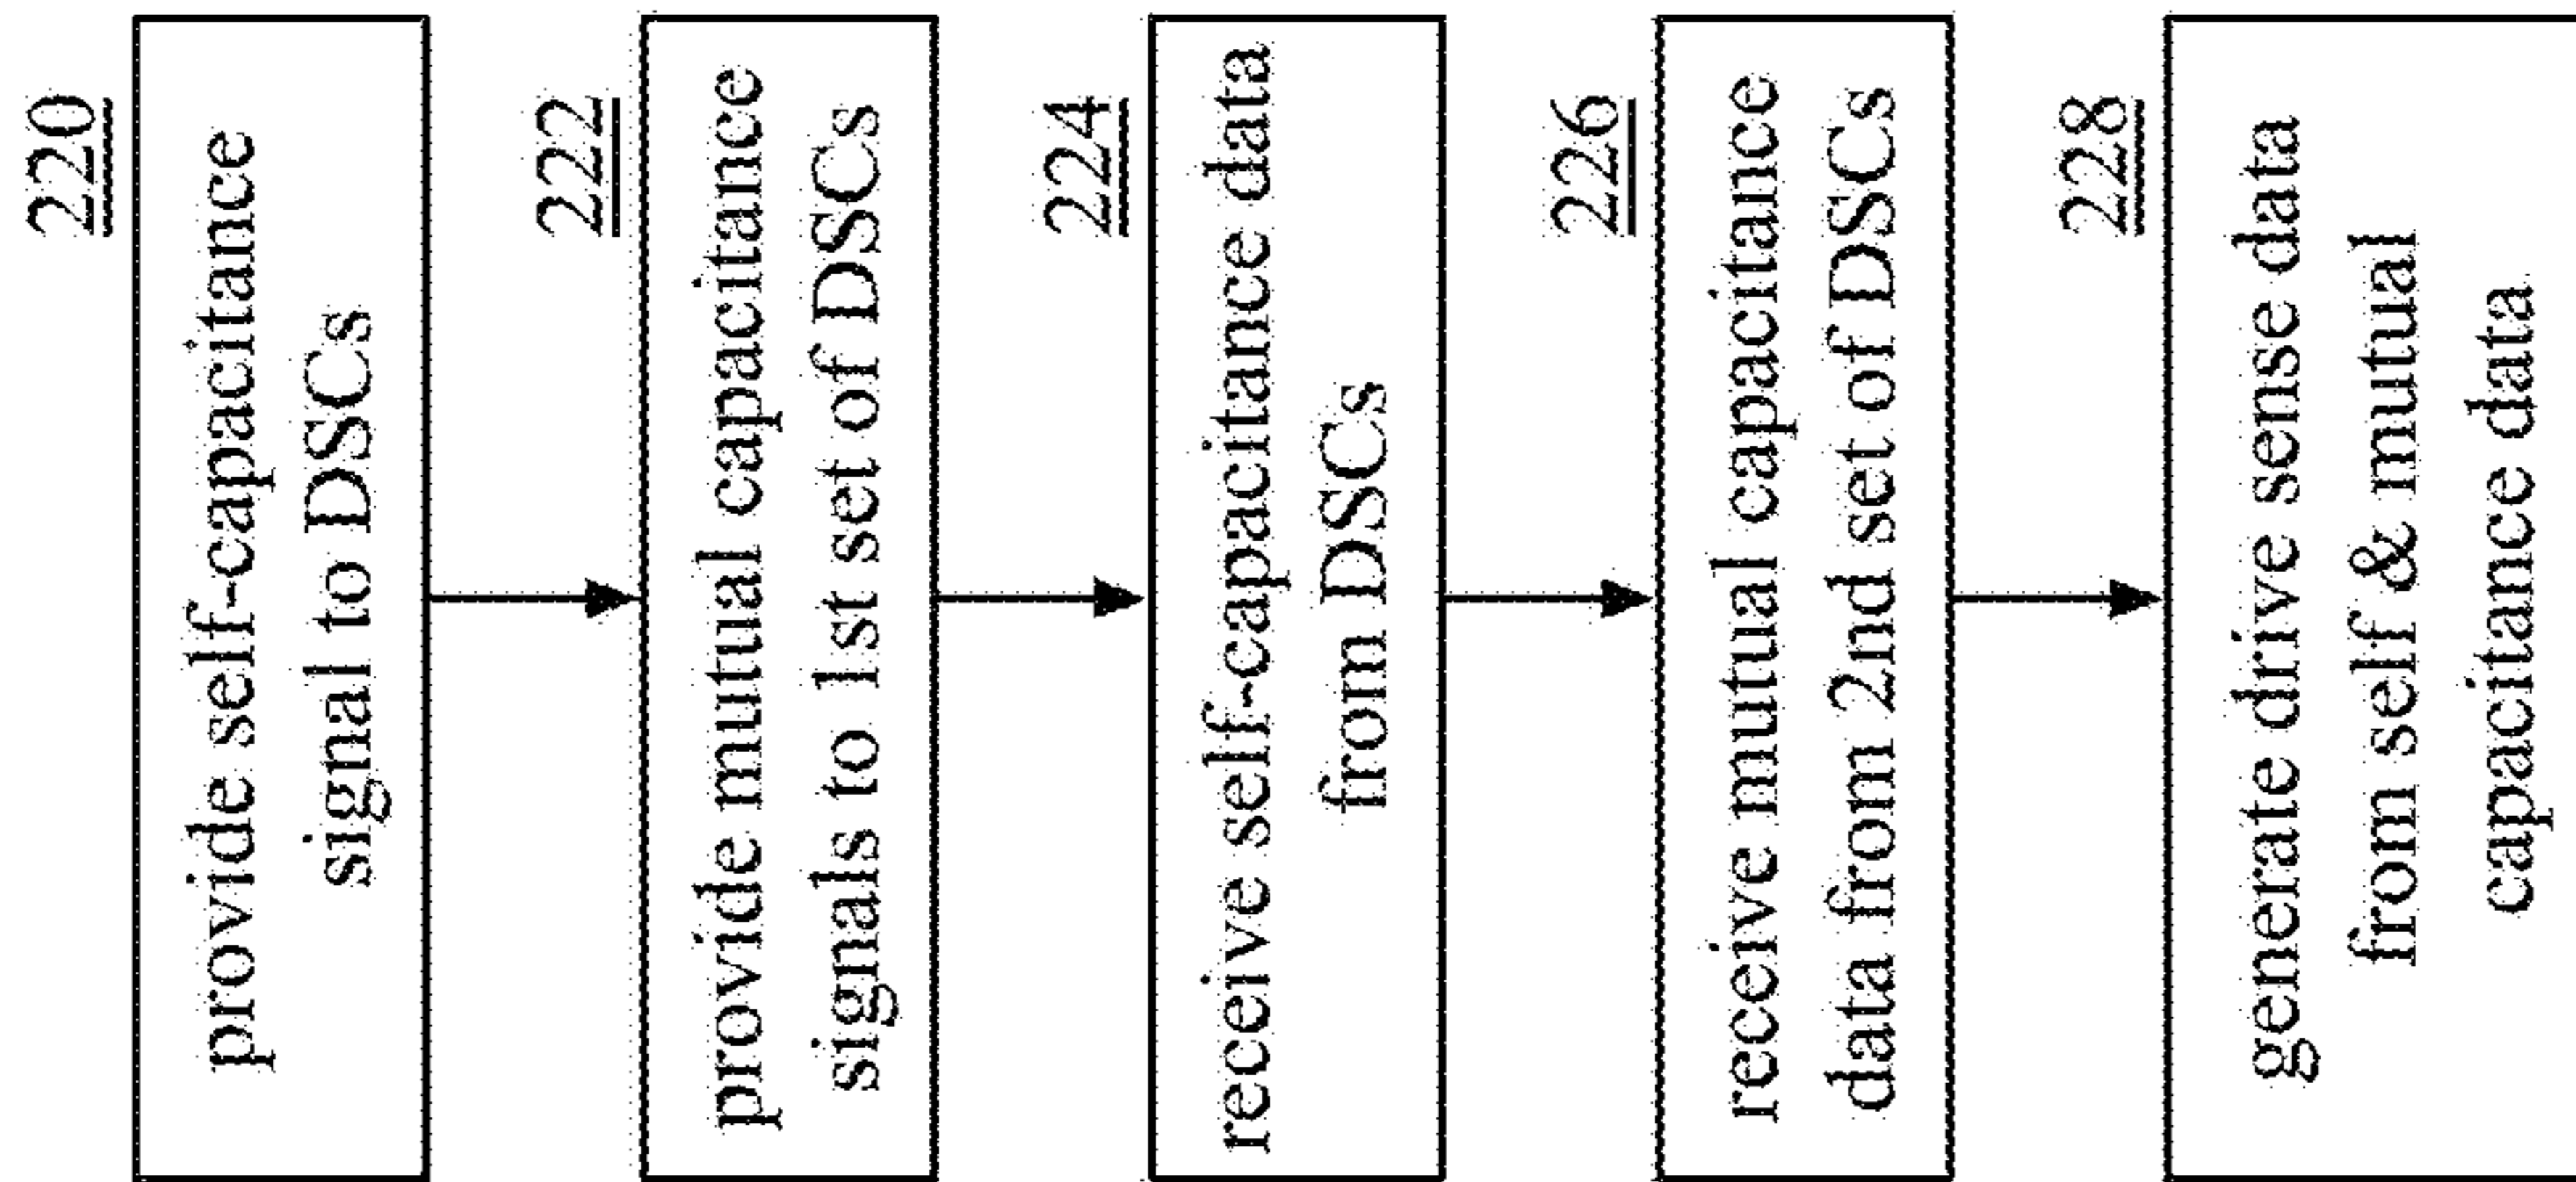 220
provide self-capacitance
signal to DSCs
222
provide mutual capacitance
signals to 1st set of DSCs
224
receive self-capacitance data
from DSCs
226
receive mutual capacitance
data from 2nd set of DSCs
228
generate drive sense data
from self & mutual
capacitance data